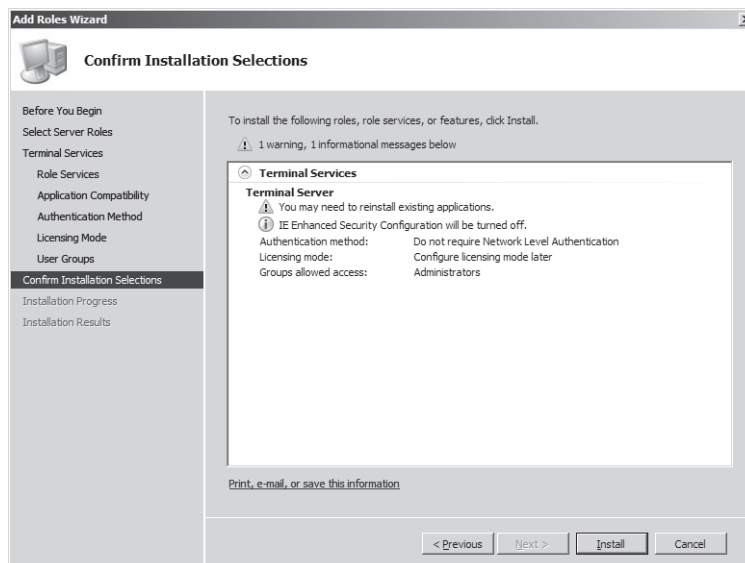 Add Roles Wizard
Confirm Installation Selections
Before You Begin
Select Server Roles
Terminal Services
Role Services
Application Compatibility
Authentication Method
Licensing Mode
User Groups
Confirm Installation Selections
Installation Progress
Installation Results
To install the following roles, role services, or features, click Install.
1 warning, 1 informational messages below
Terminal Services
Terminal Server
You may need to reinstall existing applications.
IE Enhanced Security Configuration will be turned off.
Authentication method: Do not require Network Level Authentication
Licensing mode: Configure licensing mode later
Groups allowed access: Administrators
Print, e-mail, or save this information
< Previous Next > Install Cancel